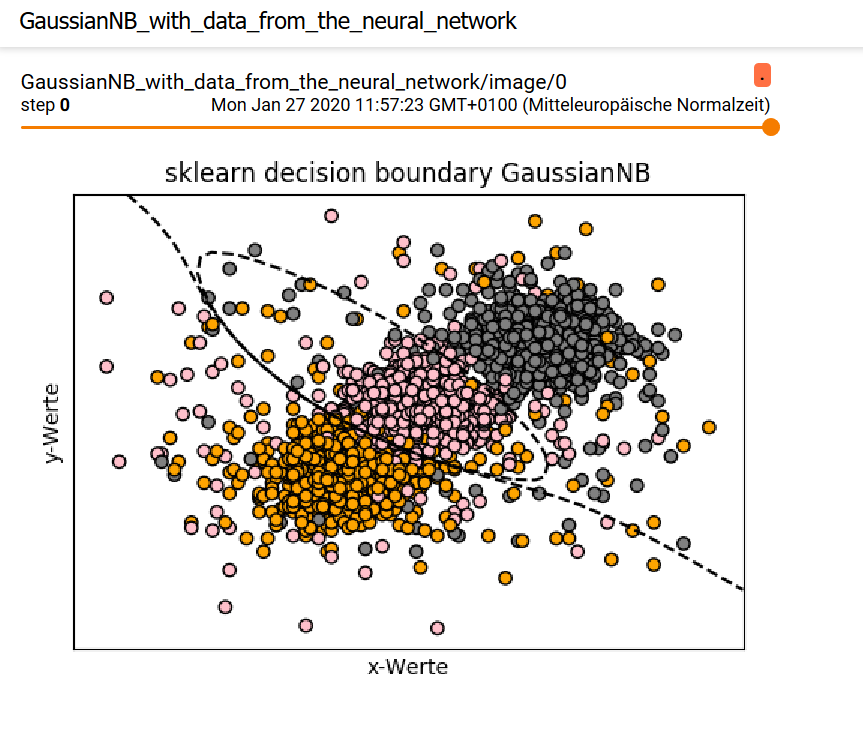 GaussianNB_with_data_from_the_neural_network
GaussianNB_with_data_from_the_neural_network/image/0
.
step 0 Mon Jan 27 2020 11:57:23 GMT+0100 (Mitteleuropäische Normalzeit)
sklearn decision boundary GaussianNB
y-Werte
x-Werte